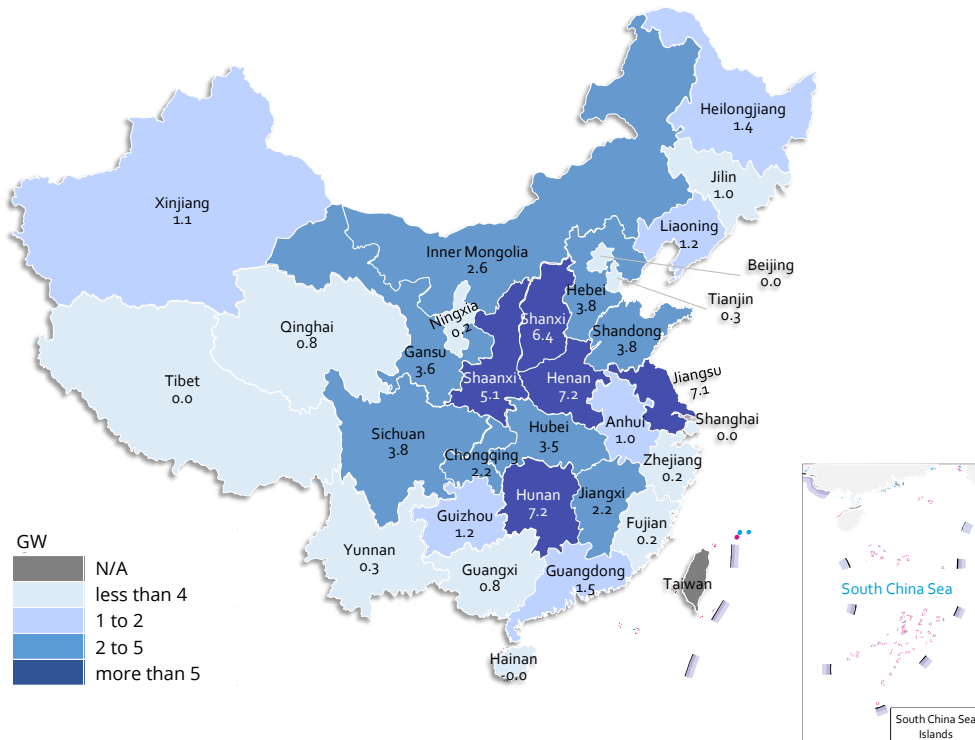 Heilongjiang
1.4
Jilin
1.0
Xinjiang
1.1
Liaoning
1.2
Inner Mongolia
2.6
Beijing
0.0
Hebei
3.8
Tianjin
0.3
Ningxia
0.2
Shanxi
6.4
Qinghai
0.8
Shandong
3.8
Gansu
3.6
Shaanxi
5.1
Henan
7.2
Jiangsu
7.1
Tibet
0.0
Shanghai
0.0
Anhui
1.0
Hubei
3.5
Sichuan
3.8
Chongqing
2.2
Zhejiang
0.2
Hunan
7.2
Jiangxi
2.2
Guizhou
1.2
Fujian
0.2
Yunnan
0.3
Guangxi
0.8
Guangdong
1.5
Taiwan
Hainan
-0.0
GW
N/A
less than 4
1 to 2
2 to 5
more than 5
South China Sea
South China Sea
Islands